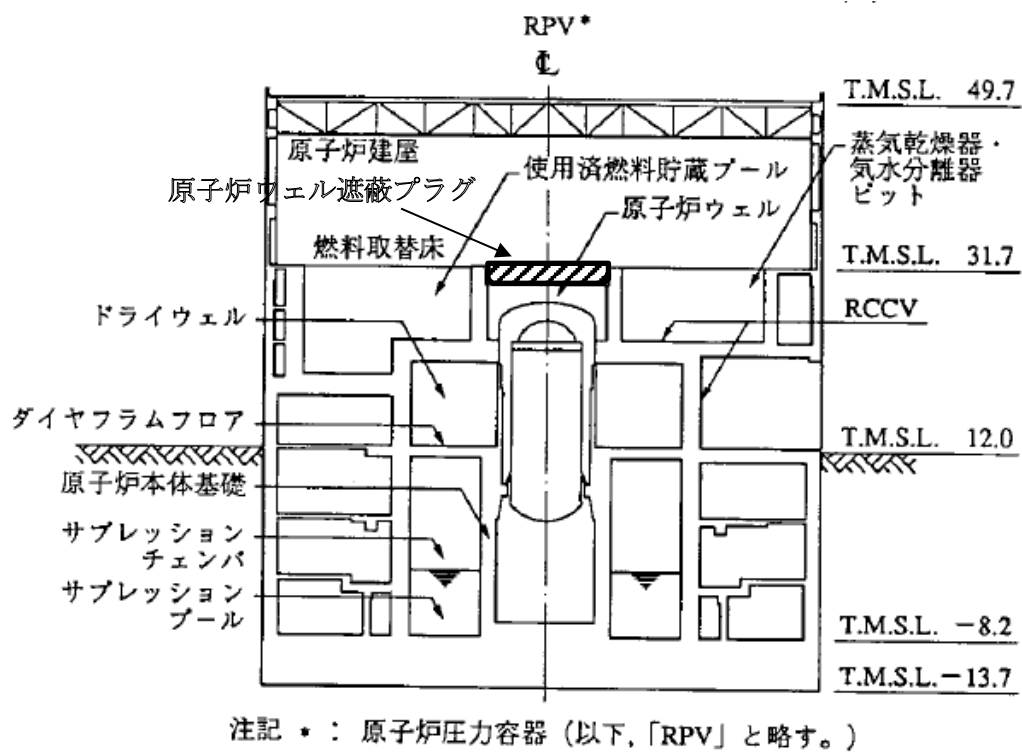 RPV*
℄
T.M.S.L. 49.7
原子炉建屋
蒸気乾燥器・
気水分離器
ピット
使用済燃料貯蔵プール
原子炉ウェル遮蔽プラグ
原子炉ウェル
燃料取替床
T.M.S.L. 31.7
ドライウェル
RCCV
ダイヤフラムフロア
T.M.S.L. 12.0
原子炉本体基礎
サプレッション
チェンバ
サプレッション
プール
T.M.S.L. -8.2
T.M.S.L.-13.7
注記 * : 原子炉圧力容器 (以下,「RPV」と略す。)